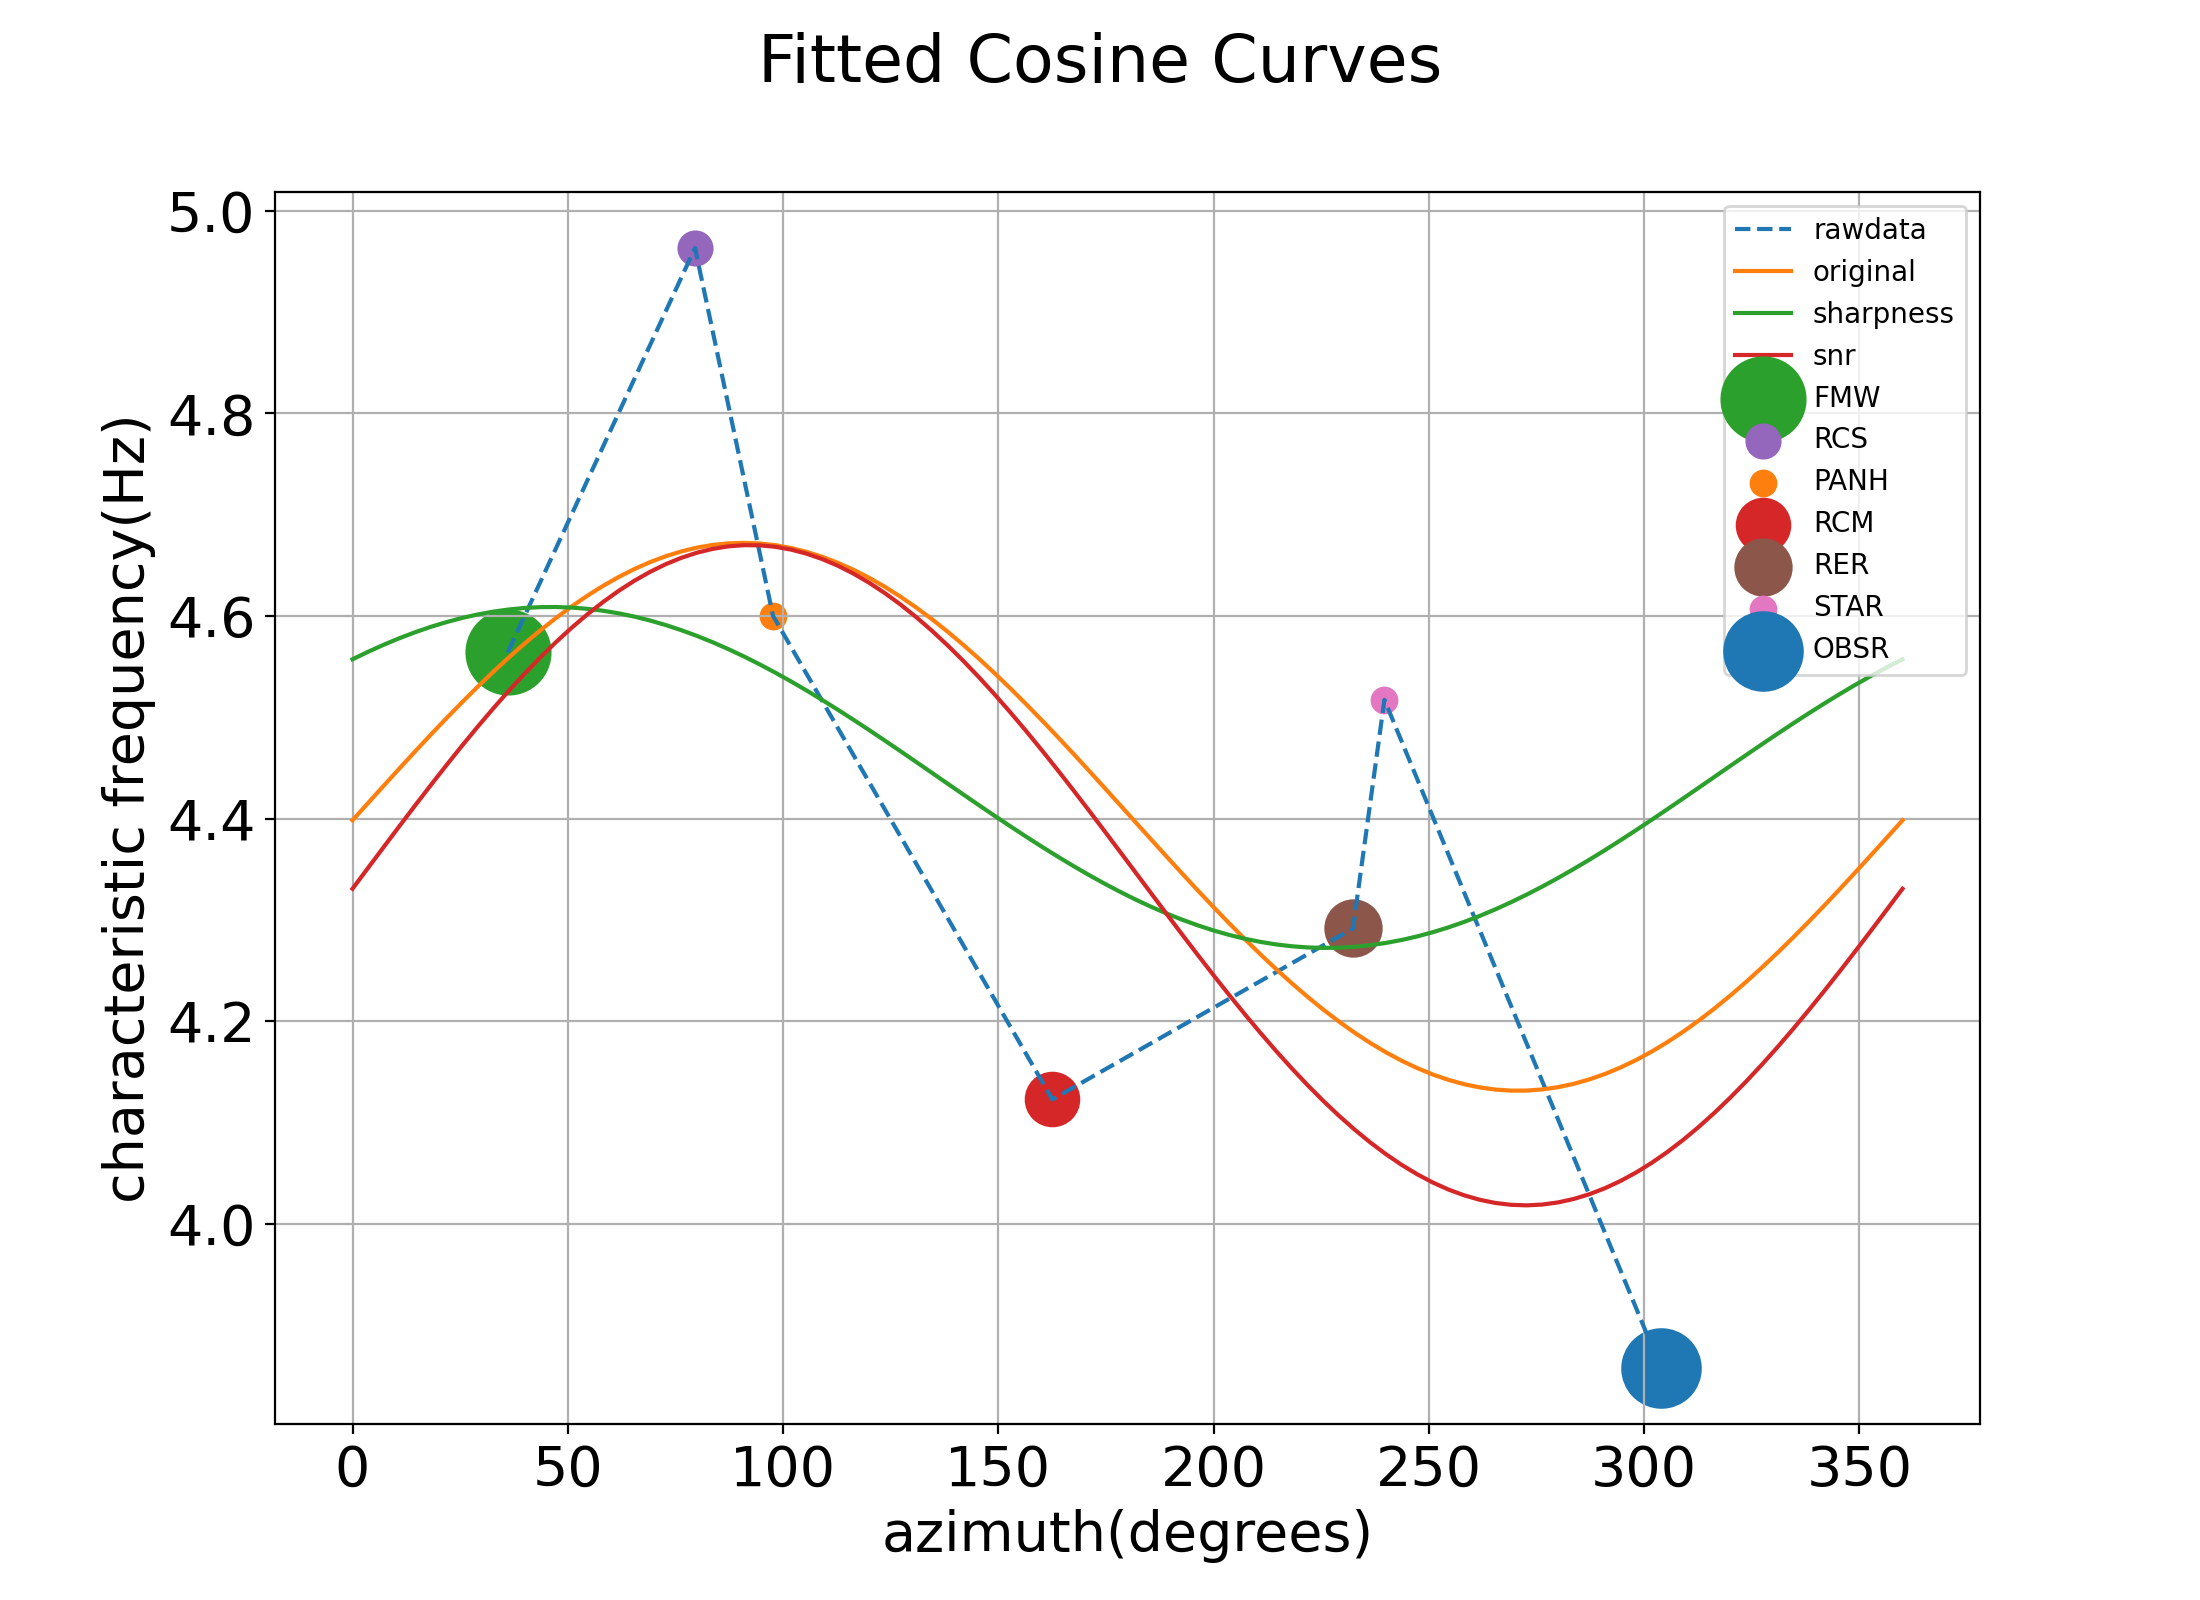 Fitted Cosine Curves
5.0
4.8
4.6
4.4
4.2
4.0
characteristic frequency(Hz)
rawdata
original
sharpness
snr
FMW
RCS
PANH
RCM
RER
STAR
OBSR
0 50 100 150 200 250 300 350
azimuth(degrees)